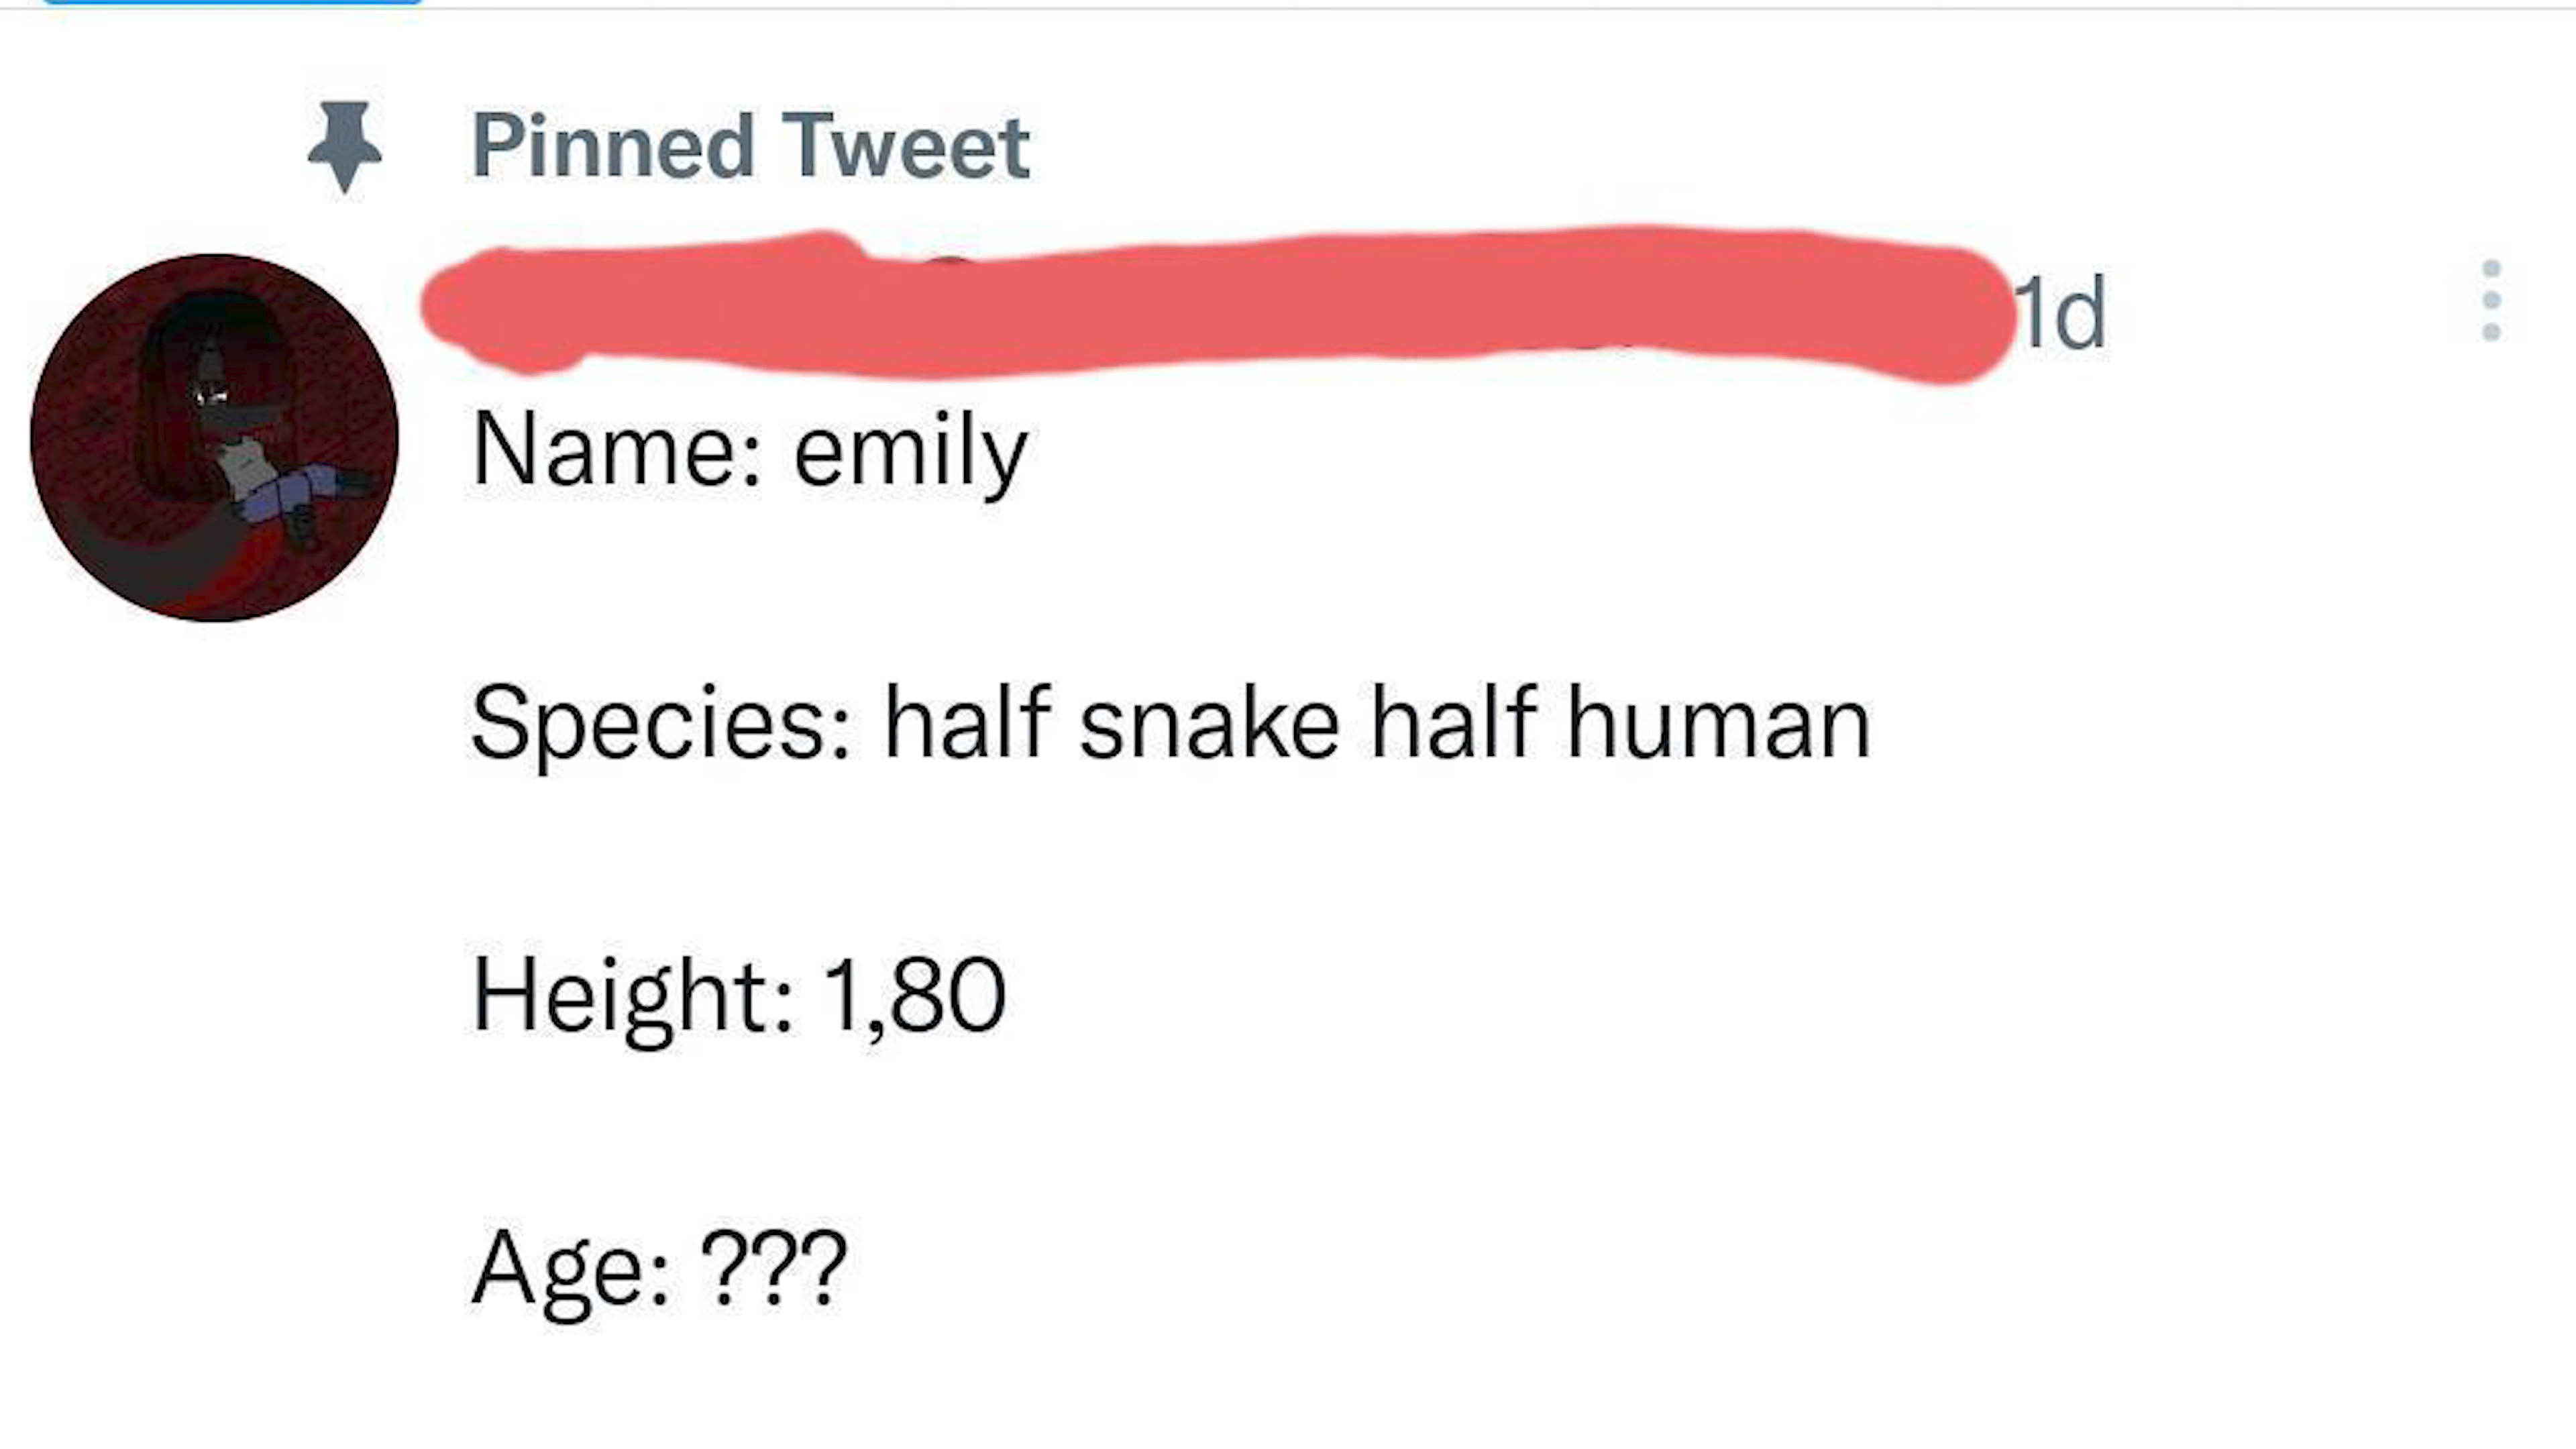 Pinned Tweet
1d
Name: emily
Species: half snake half human
Height: 1,80
Age: ???